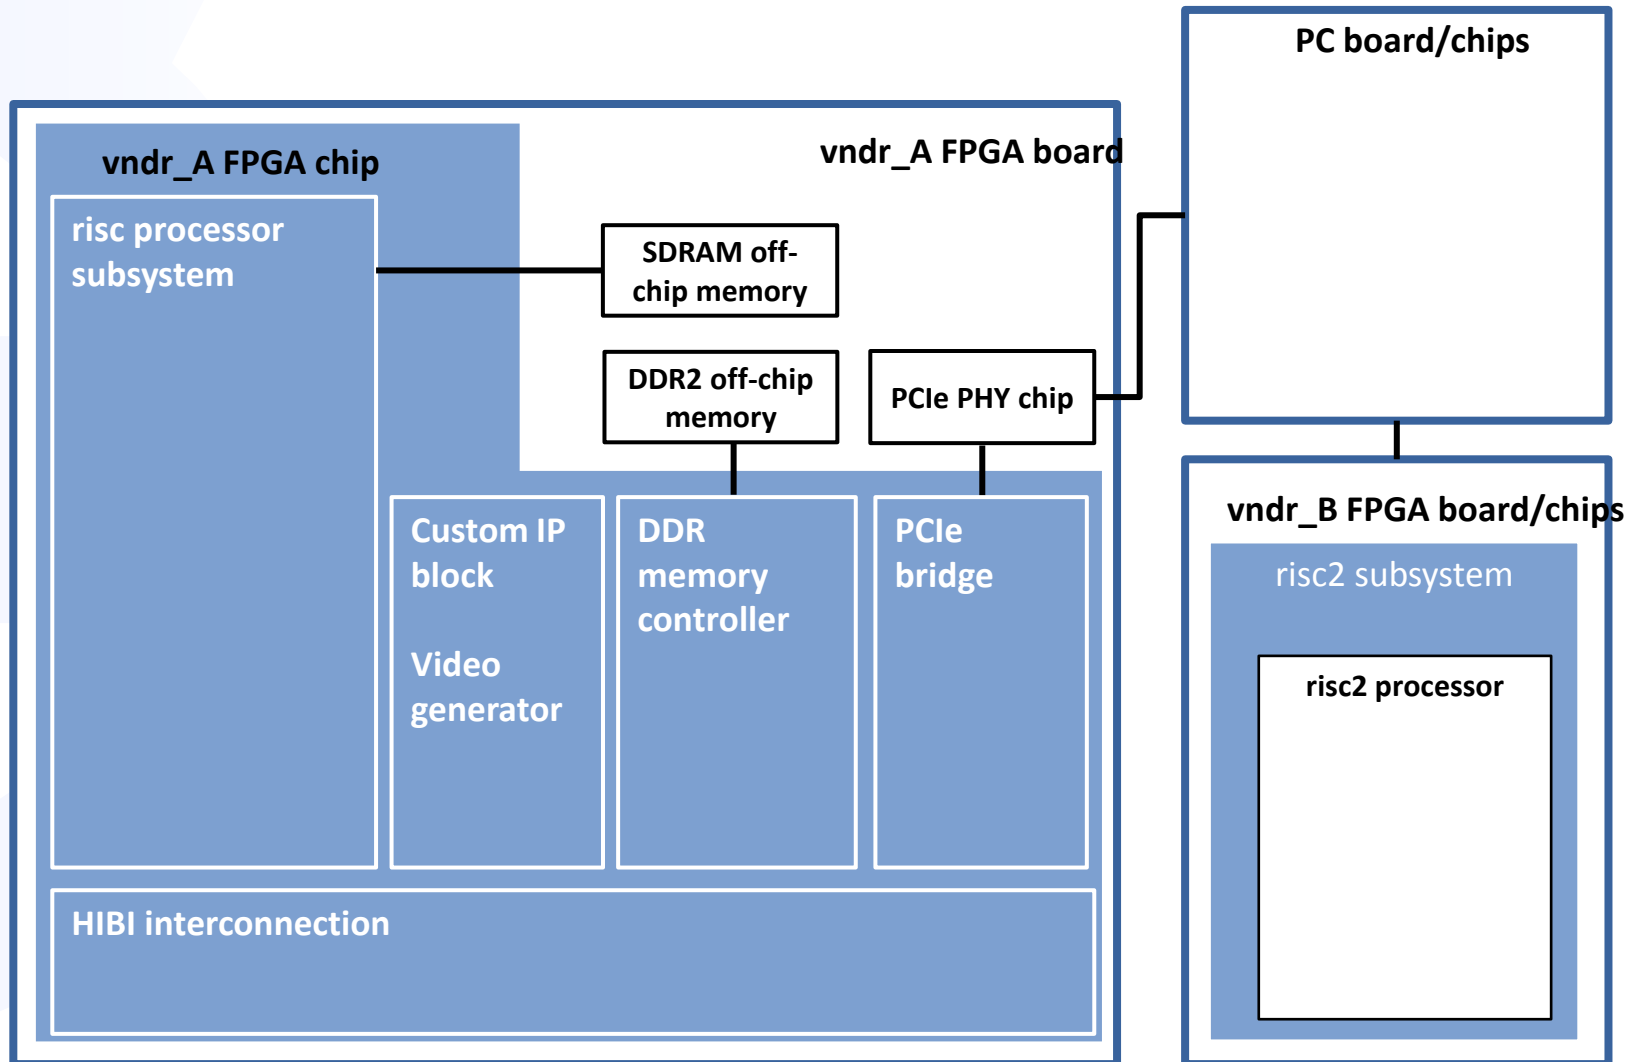 PC board/chips
vndr_A FPGA board
vndr_A FPGA chip
risc processor
subsystem
SDRAM off-
chip memory
DDR2 off-chip
memory
PCIe PHY chip
Custom IP
block
Video
generator
DDR
memory
controller
PCIe
bridge
HIBI interconnection
vndr_B FPGA board/chips
risc2 subsystem
risc2 processor